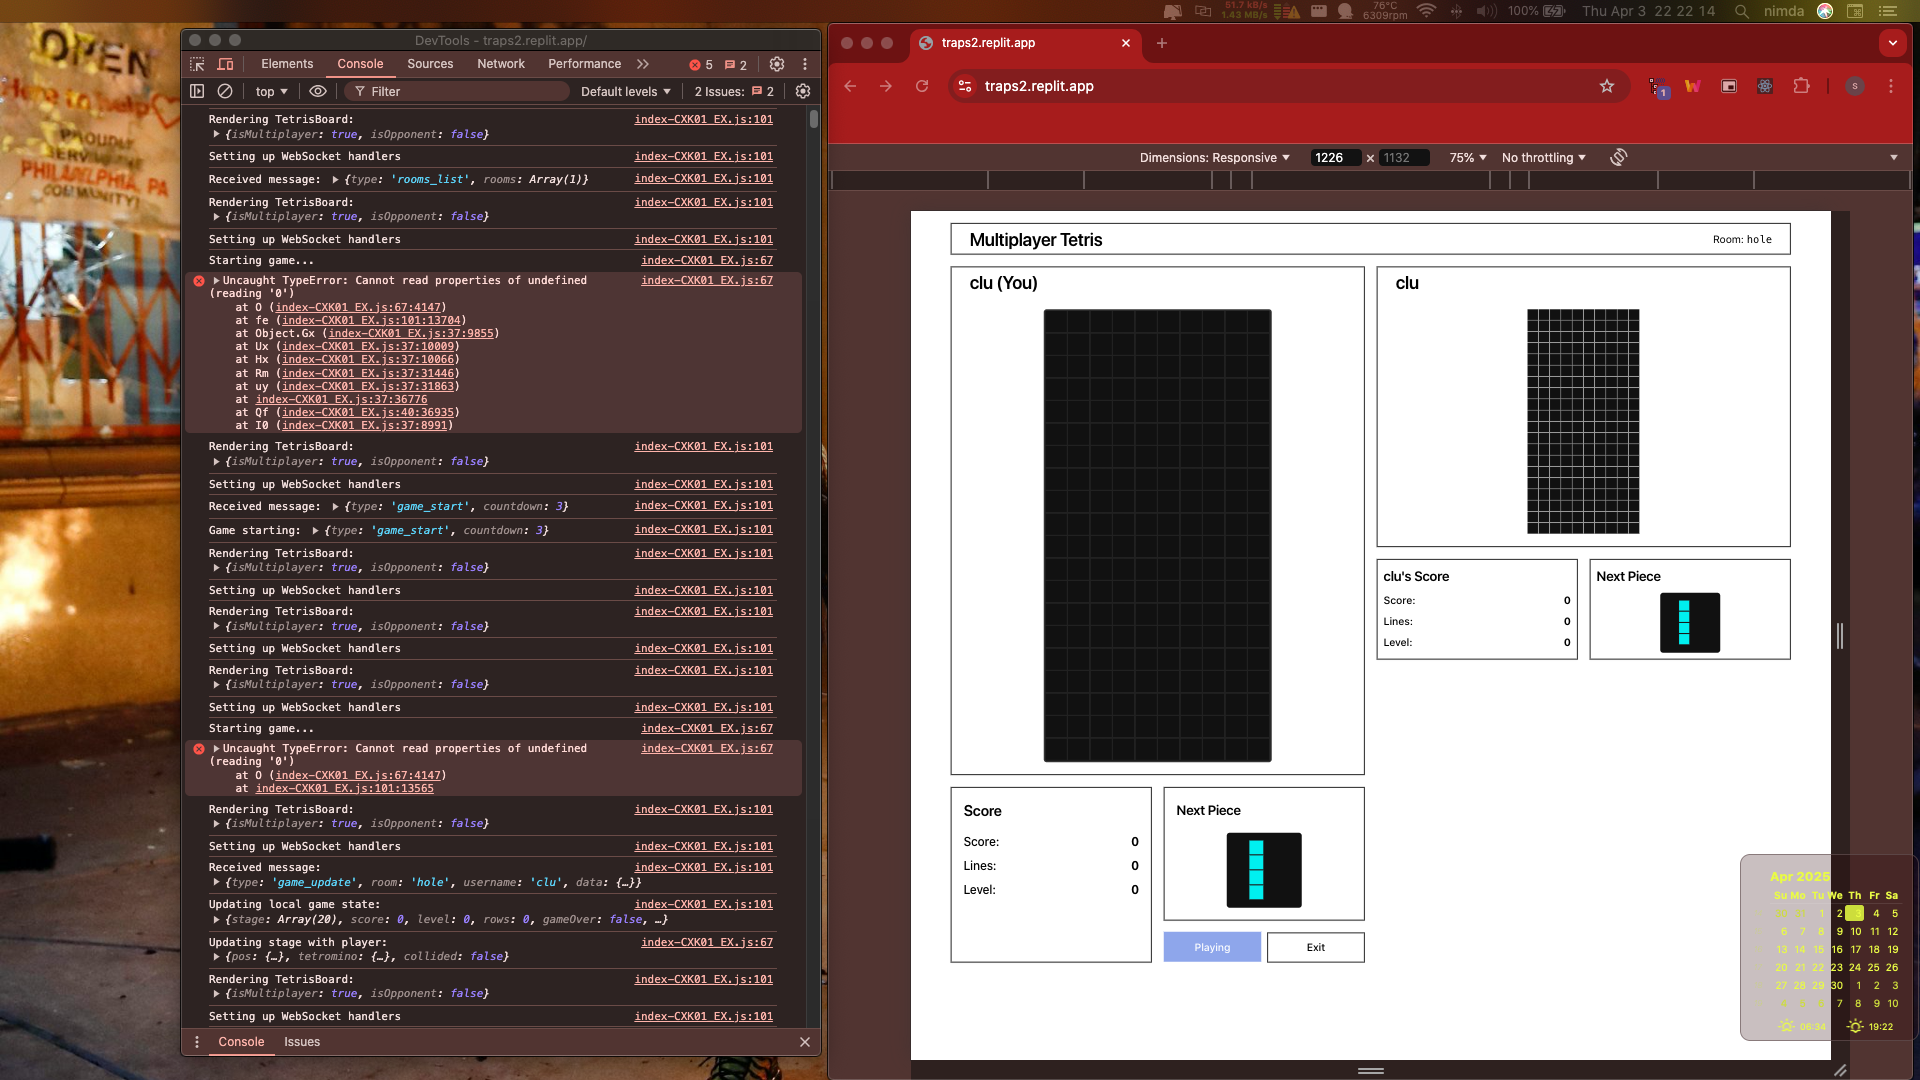 51.7 kB/s
1.43 MB/s
76°C
6309rpm
100%
Thu Apr 3 22 22 14
nimda
OPEN
Here to help
PROUDLY
PHILADELPHIA, PA
COMMUNITY!
DevTools - traps2.replit.app/
Elements
Console
Sources
Network
Performance
5
2
top
Filter
Default levels
2 Issues:
2
Rendering TetrisBoard: index-CXK01_EX.js:101
{isMultiplayer: true, isOpponent: false}
Setting up WebSocket handlers index-CXK01_EX.js:101
Received message: {type: 'rooms_list', rooms: Array(1)} index-CXK01_EX.js:101
Rendering TetrisBoard: index-CXK01_EX.js:101
{isMultiplayer: true, isOpponent: false}
Setting up WebSocket handlers index-CXK01_EX.js:101
Starting game... index-CXK01_EX.js:67
Uncaught TypeError: Cannot read properties of undefined index-CXK01_EX.js:67
(reading '0')
at O (index-CXK01_EX.js:67:4147)
at fe (index-CXK01_EX.js:101:13704)
at Object.Gx (index-CXK01_EX.js:37:9855)
at Ux (index-CXK01_EX.js:37:10009)
at Hx (index-CXK01_EX.js:37:10066)
at Rm (index-CXK01_EX.js:37:31446)
at uy (index-CXK01_EX.js:37:31863)
at index-CXK01_EX.js:37:36776
at Qf (index-CXK01_EX.js:40:36935)
at I0 (index-CXK01_EX.js:37:8991)
Rendering TetrisBoard: index-CXK01_EX.js:101
{isMultiplayer: true, isOpponent: false}
Setting up WebSocket handlers index-CXK01_EX.js:101
Received message: {type: 'game_start', countdown: 3} index-CXK01_EX.js:101
Game starting: {type: 'game_start', countdown: 3} index-CXK01_EX.js:101
Rendering TetrisBoard: index-CXK01_EX.js:101
{isMultiplayer: true, isOpponent: false}
Setting up WebSocket handlers index-CXK01_EX.js:101
Rendering TetrisBoard: index-CXK01_EX.js:101
{isMultiplayer: true, isOpponent: false}
Setting up WebSocket handlers index-CXK01_EX.js:101
Rendering TetrisBoard: index-CXK01_EX.js:101
{isMultiplayer: true, isOpponent: false}
Setting up WebSocket handlers index-CXK01_EX.js:101
Starting game... index-CXK01_EX.js:67
Uncaught TypeError: Cannot read properties of undefined index-CXK01_EX.js:67
(reading '0')
at O (index-CXK01_EX.js:67:4147)
at index-CXK01_EX.js:101:13565
Rendering TetrisBoard: index-CXK01_EX.js:101
{isMultiplayer: true, isOpponent: false}
Setting up WebSocket handlers index-CXK01_EX.js:101
Received message: index-CXK01_EX.js:101
{type: 'game_update', room: 'hole', username: 'clu', data: {…}}
Updating local game state: index-CXK01_EX.js:101
{stage: Array(20), score: 0, level: 0, rows: 0, gameOver: false, …}
Updating stage with player: index-CXK01_EX.js:67
{pos: {…}, tetromino: {…}, collided: false}
Rendering TetrisBoard: index-CXK01_EX.js:101
{isMultiplayer: true, isOpponent: false}
Setting up WebSocket handlers index-CXK01_EX.js:101
Console
Issues
traps2.replit.app
traps2.replit.app
1
W
S
Dimensions: Responsive
1226 × 1132
75%
No throttling
Multiplayer Tetris
Room: hole
clu (You)
clu
clu's Score
Score: 0
Lines: 0
Level: 0
Next Piece
Score
Score: 0
Lines: 0
Level: 0
Next Piece
Playing
Exit
Apr 2025
Su Mo Tu We Th Fr Sa
1 2 3 4 5
6 7 8 9 10 11 12
13 14 15 16 17 18 19
20 21 22 23 24 25 26
27 28 29 30 1 2 3
7 8 9 10
06:34
19:22